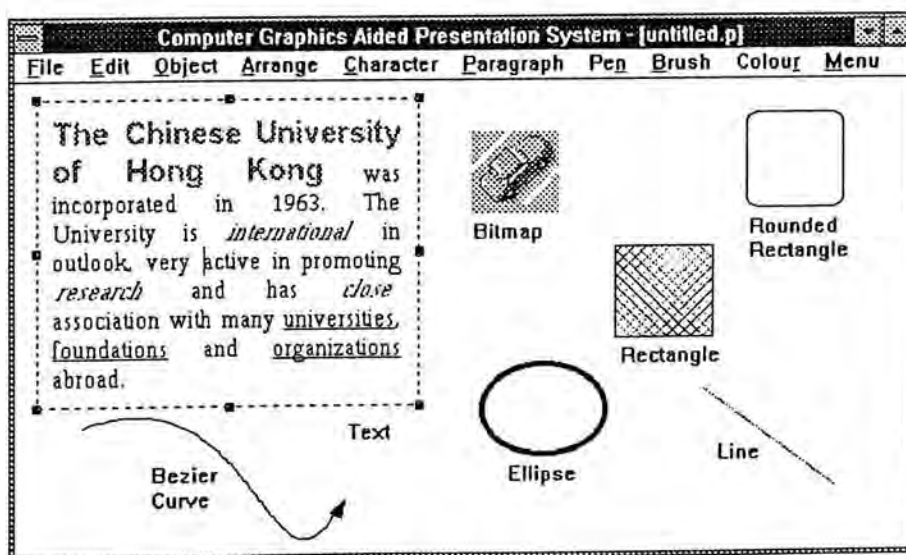 Computer Graphics Aided Presentation System - [untitled.p]
File Edit Object Arrange Character Paragraph Pen Brush Colour Menu
The Chinese University
of Hong Kong was
incorporated in 1963. The
University is international in
outlook, very active in promoting
research and has close
association with many universities,
foundations and organizations
abroad.
Text
Bezier
Curve
Bitmap
Rounded
Rectangle
Rectangle
Ellipse
Line